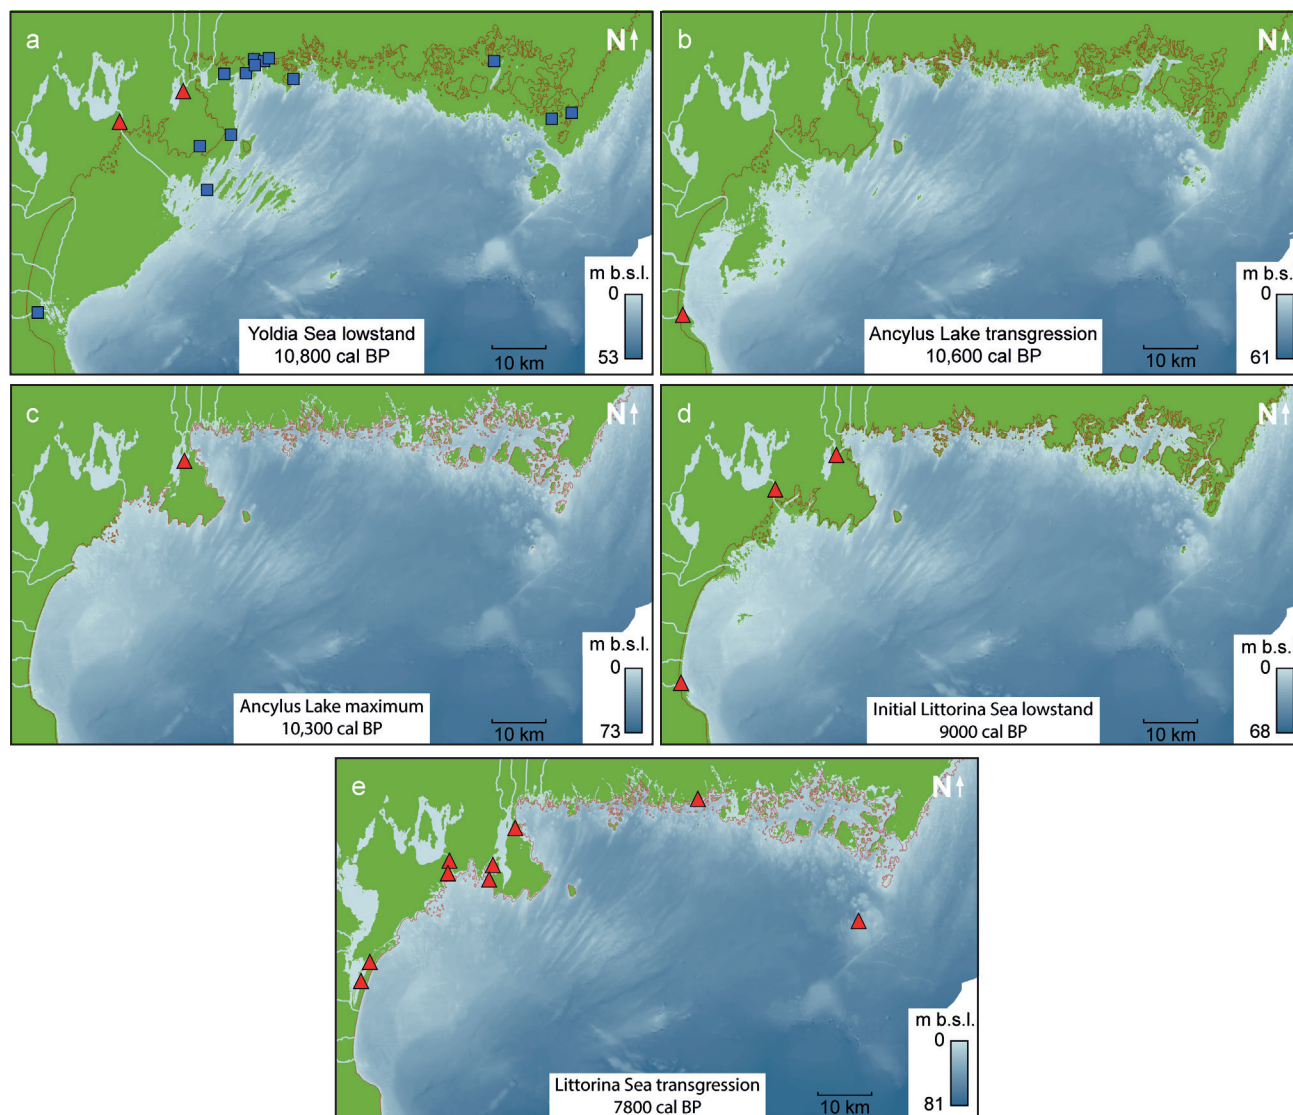 a
N
m b.s.l.
0
53
Yoldia Sea lowstand
10,800 cal BP
10 km
b
N
m b.s.l.
0
61
Ancylus Lake transgression
10,600 cal BP
10 km
c
N
m b.s.l.
0
73
Ancylus Lake maximum
10,300 cal BP
10 km
d
N
m b.s.l.
0
68
Initial Littorina Sea lowstand
9000 cal BP
10 km
e
N
m b.s.l.
0
81
Littorina Sea transgression
7800 cal BP
10 km